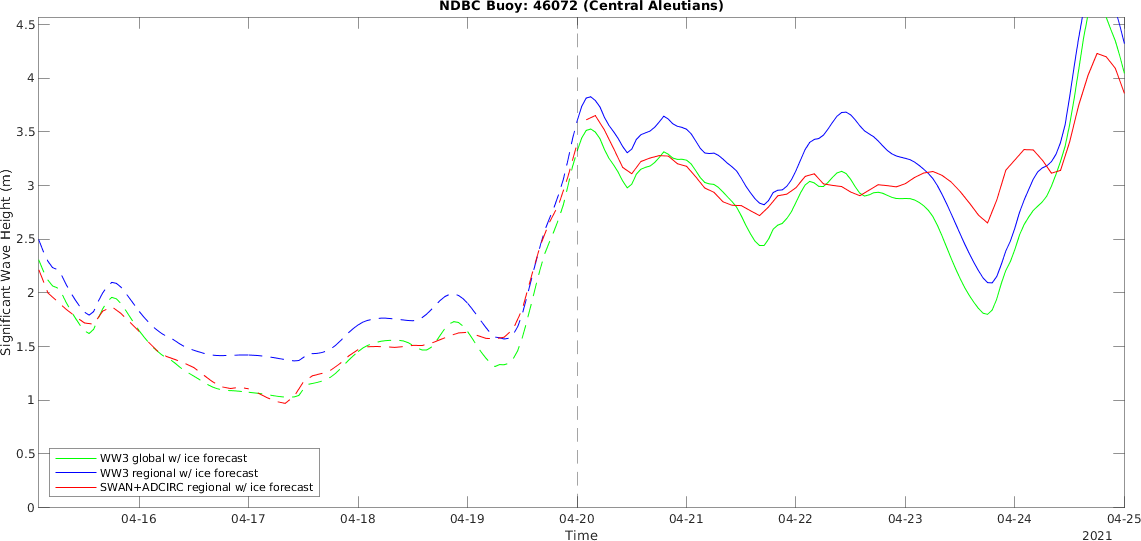 NDBC Buoy: 46072 (Central Aleutians)
4.5
4
3.5
3
2.5
2
1.5
1
0.5
0
Significant Wave Height (m)
WW3 global w/ ice forecast
WW3 regional w/ ice forecast
SWAN+ADCIRC regional w/ ice forecast
04-16 04-17 04-18 04-19 04-20 04-21 04-22 04-23 04-24 04-25
Time
2021